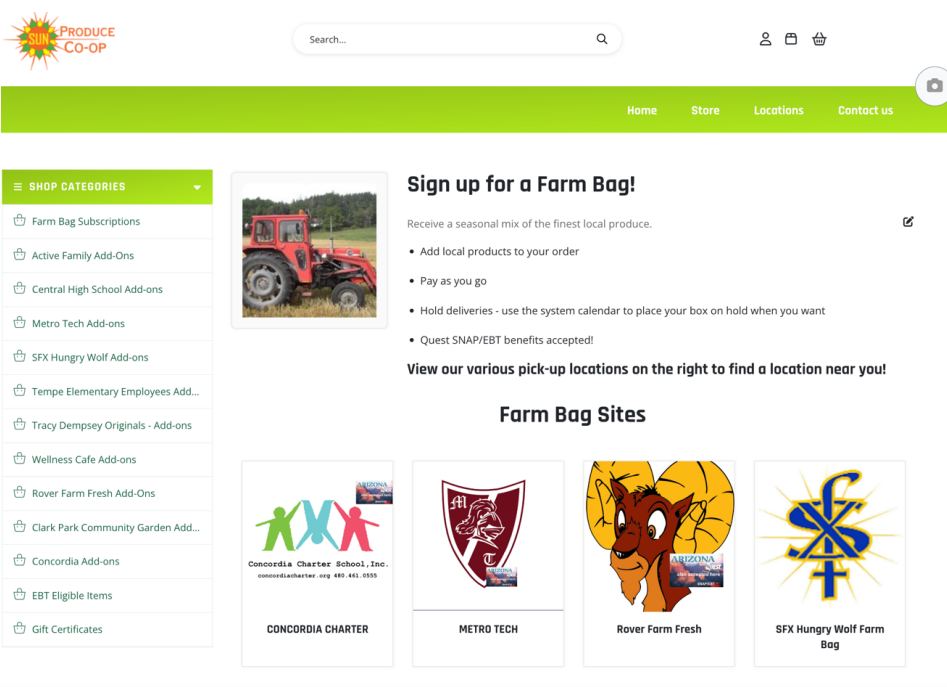 SUN PRODUCE
CO-OP
Search...
Home Store Locations Contact us
SHOP CATEGORIES
Farm Bag Subscriptions
Active Family Add-Ons
Central High School Add-ons
Metro Tech Add-ons
SFX Hungry Wolf Add-ons
Tempe Elementary Employees Add...
Tracy Dempsey Originals - Add-ons
Wellness Cafe Add-ons
Rover Farm Fresh Add-Ons
Clark Park Community Garden Add...
Concordia Add-ons
EBT Eligible Items
Gift Certificates
Sign up for a Farm Bag!
Receive a seasonal mix of the finest local produce.
Add local products to your order
Pay as you go
Hold deliveries - use the system calendar to place your box on hold when you want
Quest SNAP/EBT benefits accepted!
View our various pick-up locations on the right to find a location near you!
Farm Bag Sites
ARIZONA
Concordia Charter School,Inc.
concordiacharter.org 480.461.0555
CONCORDIA CHARTER
M
T
ARIZONA
METRO TECH
ARIZONA
Quest
Rover Farm Fresh
SFX
SFX Hungry Wolf Farm
Bag